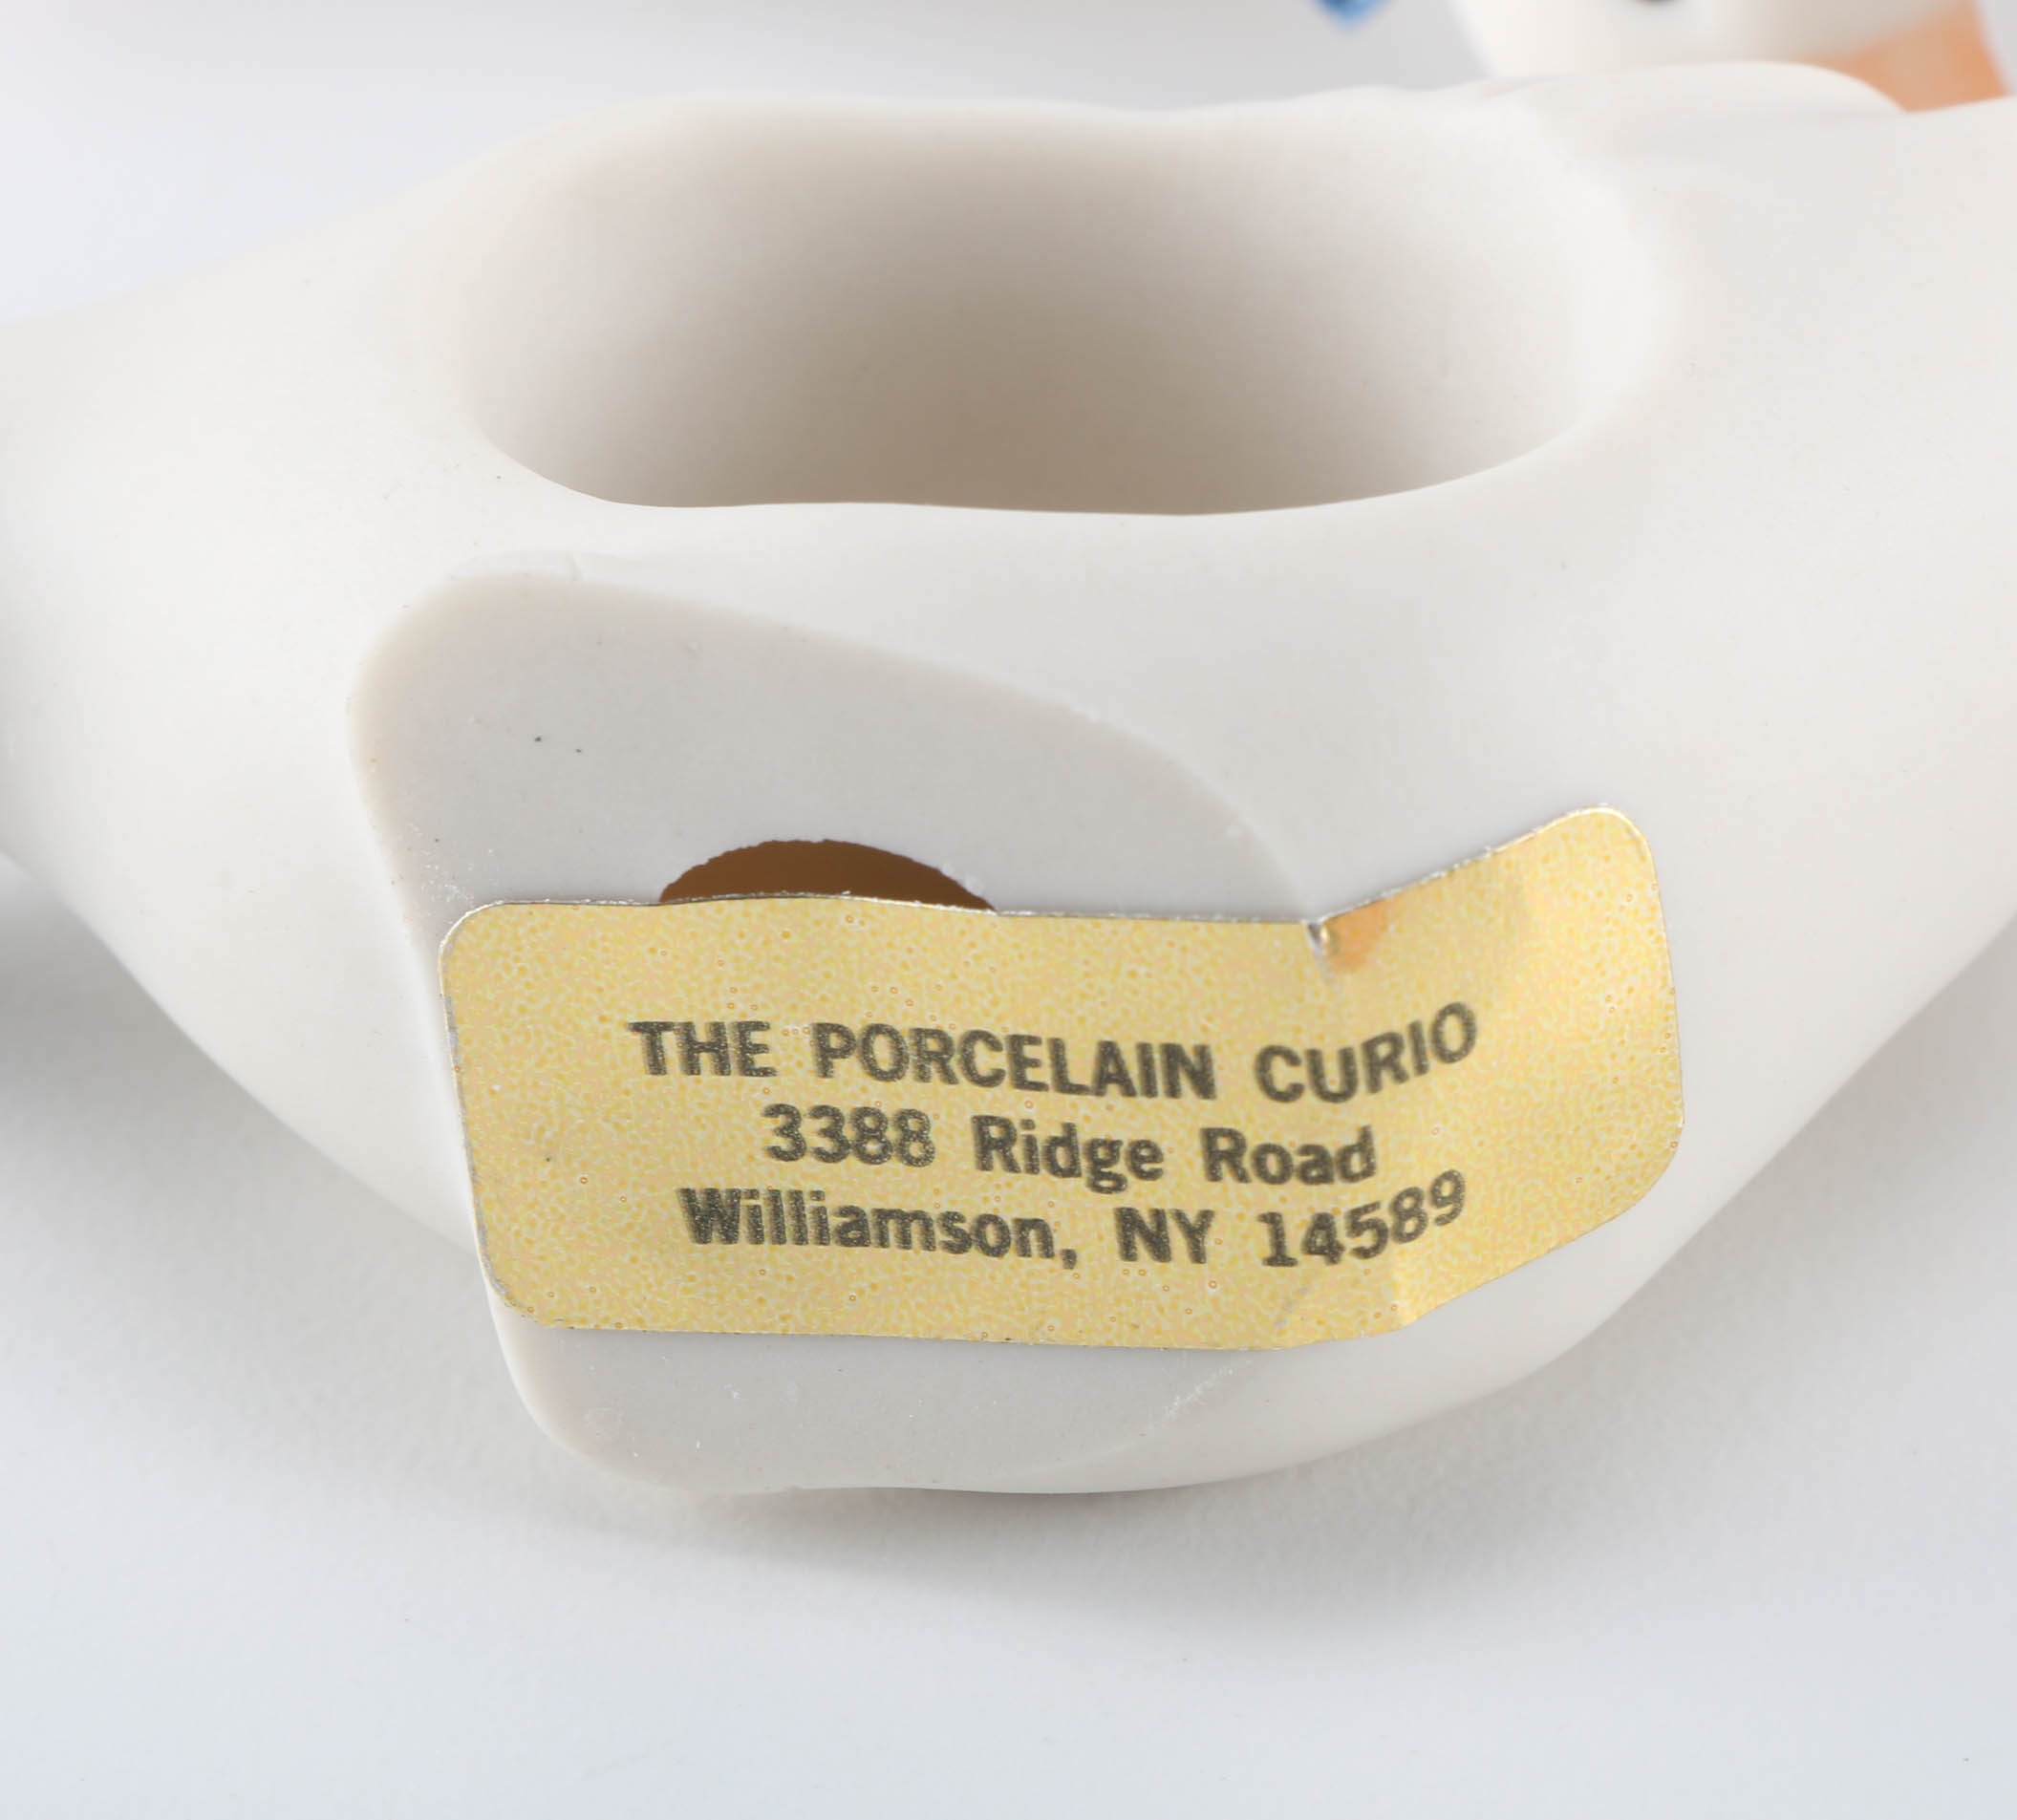 THE PORCELAIN CURIO
3388 Ridge Road
Williamson, NY 14589